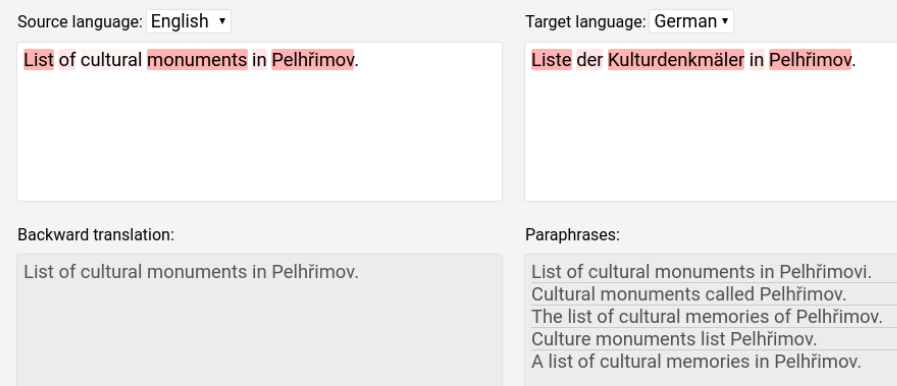 Source language: English
Target language: German
List of cultural monuments in Pelhřimov.
Liste der Kulturdenkmäler in Pelhřimov.
Backward translation:
Paraphrases:
List of cultural monuments in Pelhřimov.
List of cultural monuments in Pelhřimovi.
Cultural monuments called Pelhřimov.
The list of cultural memories of Pelhřimov.
Culture monuments list Pelhřimov.
A list of cultural memories in Pelhřimov.